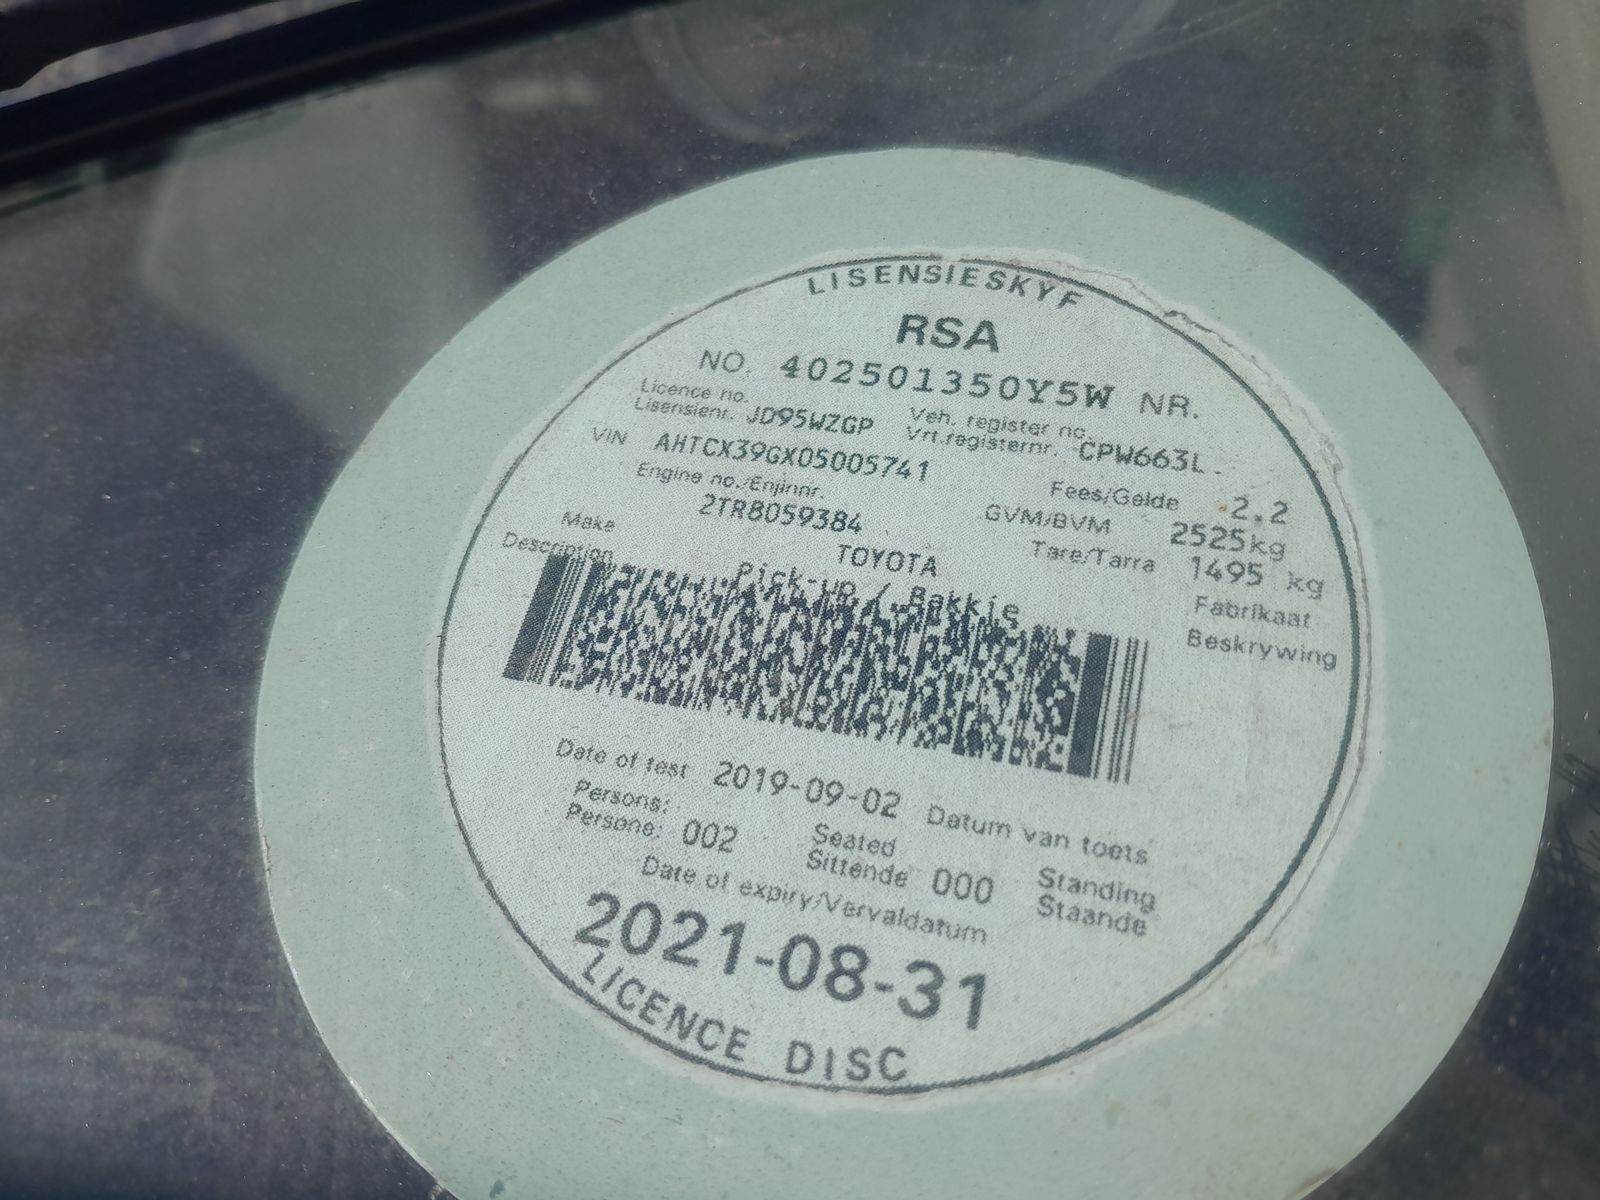 LISENSIESKYF
RSA
NO. 402501350Y5W NR.
Licence no. Veh. register no.
Lisensienr. JD95WZGP Vrt.registernr. CPW663L
VIN AHTCX39GX05005741 Fees/Gelde 2.2
Engine no./Enjinnr. GVM/BVM 2525kg
2TR8059384 Tare/Tarra 1495 kg
Make TOYOTA Fabrikaat
Description Pick-up / Bakkie Beskrywing
Date of test 2019-09-02 Datum van toets
Persons: Seated Standing
Persone: 002 Sittende 000 Staande
Date of expiry/Vervaldatum
2021-08-31
LICENCE DISC